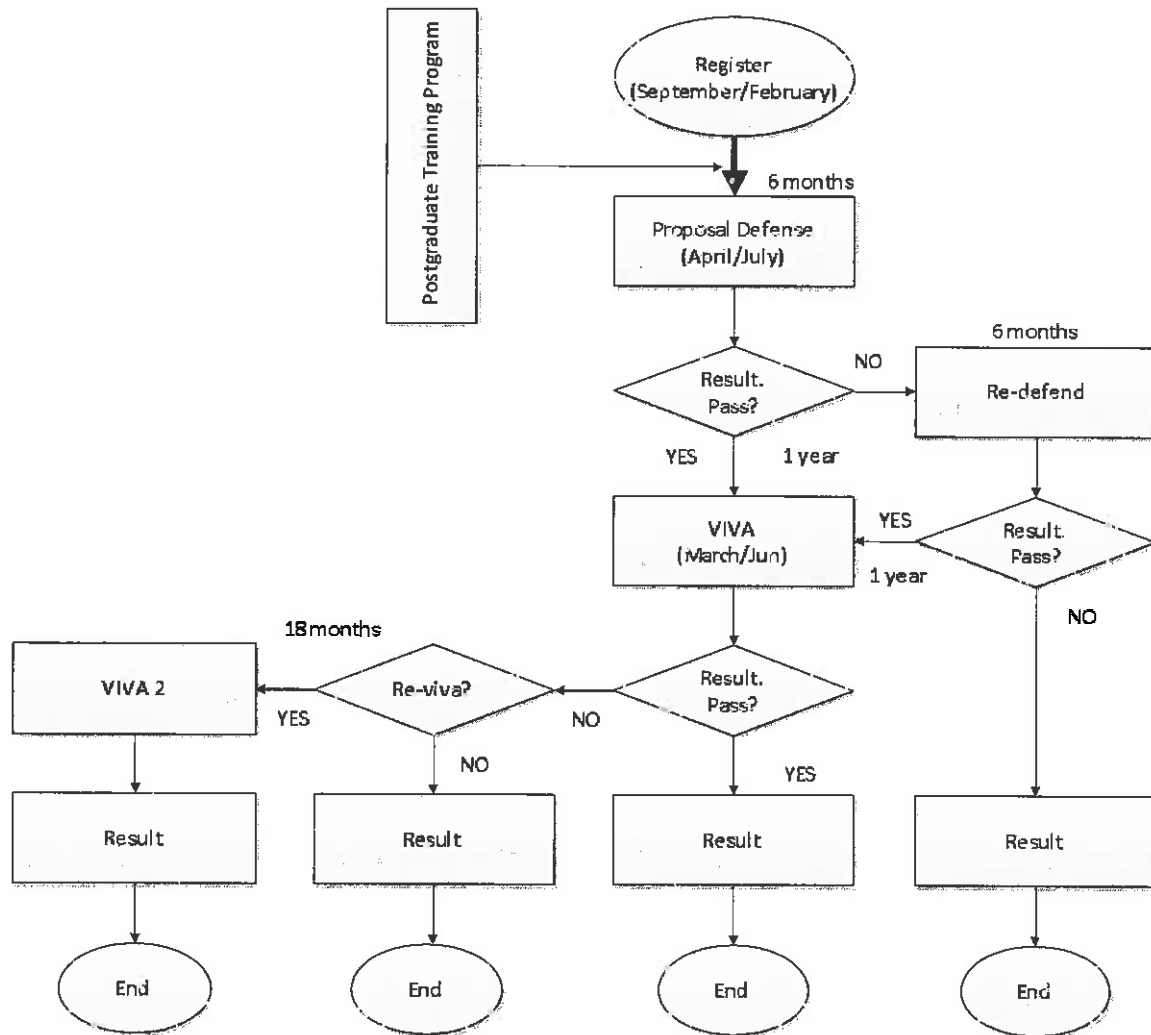 Postgraduate Training Program
Register
(September/February)
6 months
Proposal Defense
(April/July)
Result.
Pass?
NO
6 months
Re-defend
YES
1 year
VIVA
(March/Jun)
YES
1 year
Result.
Pass?
NO
18 months
VIVA 2
YES
Re-viva?
NO
Result.
Pass?
NO
YES
Result
Result
Result
Result
End
End
End
End